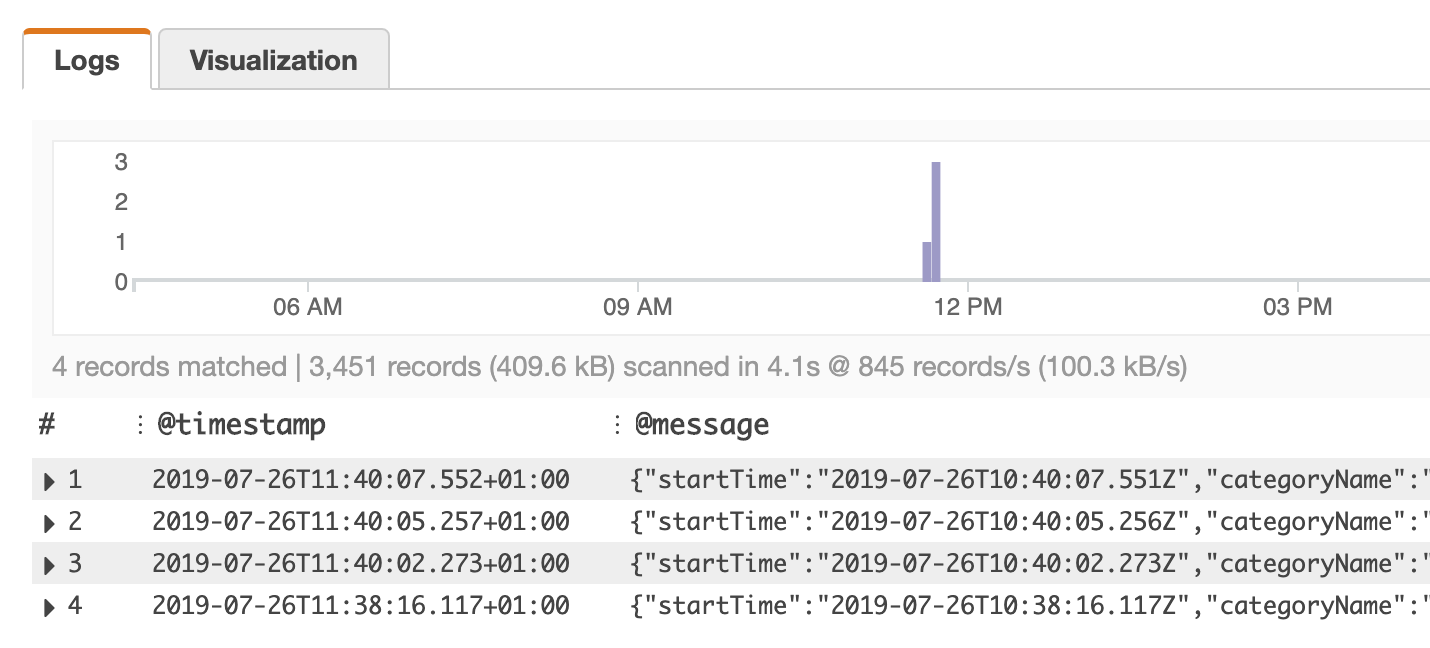 Logs Visualization
3
2
1
0
06 AM 09 AM 12 PM 03 PM
4 records matched | 3,451 records (409.6 kB) scanned in 4.1s @ 845 records/s (100.3 kB/s)
# @timestamp @message
1 2019-07-26T11:40:07.552+01:00 {"startTime":"2019-07-26T10:40:07.551Z","categoryName":"
2 2019-07-26T11:40:05.257+01:00 {"startTime":"2019-07-26T10:40:05.256Z","categoryName":"
3 2019-07-26T11:40:02.273+01:00 {"startTime":"2019-07-26T10:40:02.273Z","categoryName":"
4 2019-07-26T11:38:16.117+01:00 {"startTime":"2019-07-26T10:38:16.117Z","categoryName":"